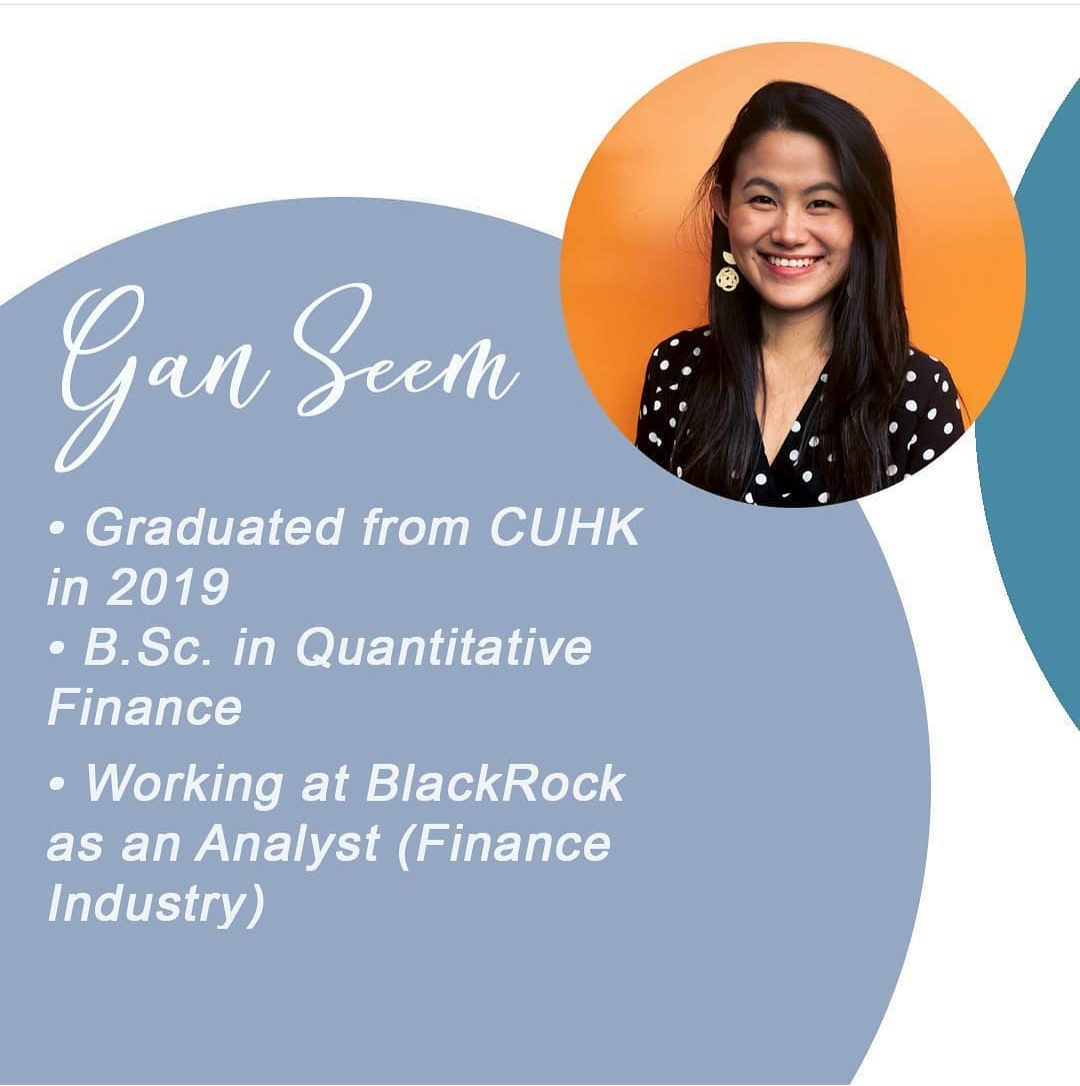 Gan Seem
• Graduated from CUHK
in 2019
• B.Sc. in Quantitative
Finance
• Working at BlackRock
as an Analyst (Finance
Industry)